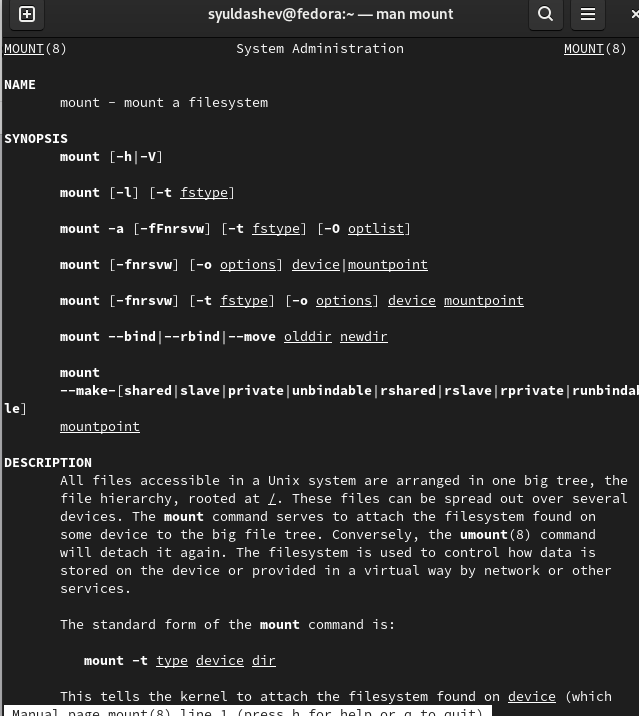 syuldashev@fedora:~ — man mount
MOUNT(8) System Administration MOUNT(8)
NAME
mount - mount a filesystem
SYNOPSIS
mount [-h|-V]
mount [-l] [-t fstype]
mount -a [-fFnrsvw] [-t fstype] [-O optlist]
mount [-fnrsvw] [-o options] device|mountpoint
mount [-fnrsvw] [-t fstype] [-o options] device mountpoint
mount --bind|--rbind|--move olddir newdir
mount
--make-[shared|slave|private|unbindable|rshared|rslave|rprivate|runbindab
le]
mountpoint
DESCRIPTION
All files accessible in a Unix system are arranged in one big tree, the
file hierarchy, rooted at /. These files can be spread out over several
devices. The mount command serves to attach the filesystem found on
some device to the big file tree. Conversely, the umount(8) command
will detach it again. The filesystem is used to control how data is
stored on the device or provided in a virtual way by network or other
services.
The standard form of the mount command is:
mount -t type device dir
This tells the kernel to attach the filesystem found on device (which
Manual page mount(8) line 1 (press h for help or q to quit)